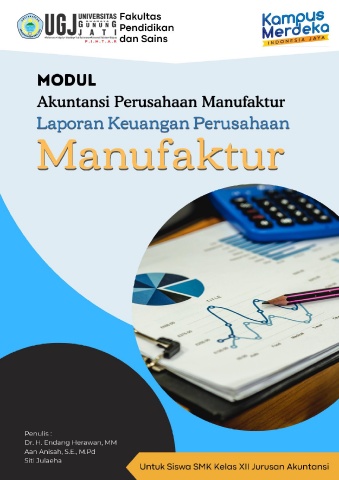 UGJ
UNIVERSITAS
GUNUNG
JATI
Fakultas
Pendidikan
dan Sains
Kampus
Merdeka
INDONESIA JAYA
MODUL
Akuntansi Perusahaan Manufaktur
Laporan Keuangan Perusahaan
Manufaktur
Penulis :
Dr. H. Endang Herawan, MM
Aan Anisah, S.E., M.Pd
Siti Julaeha
Untuk Siswa SMK Kelas XII Jurusan Akuntansi